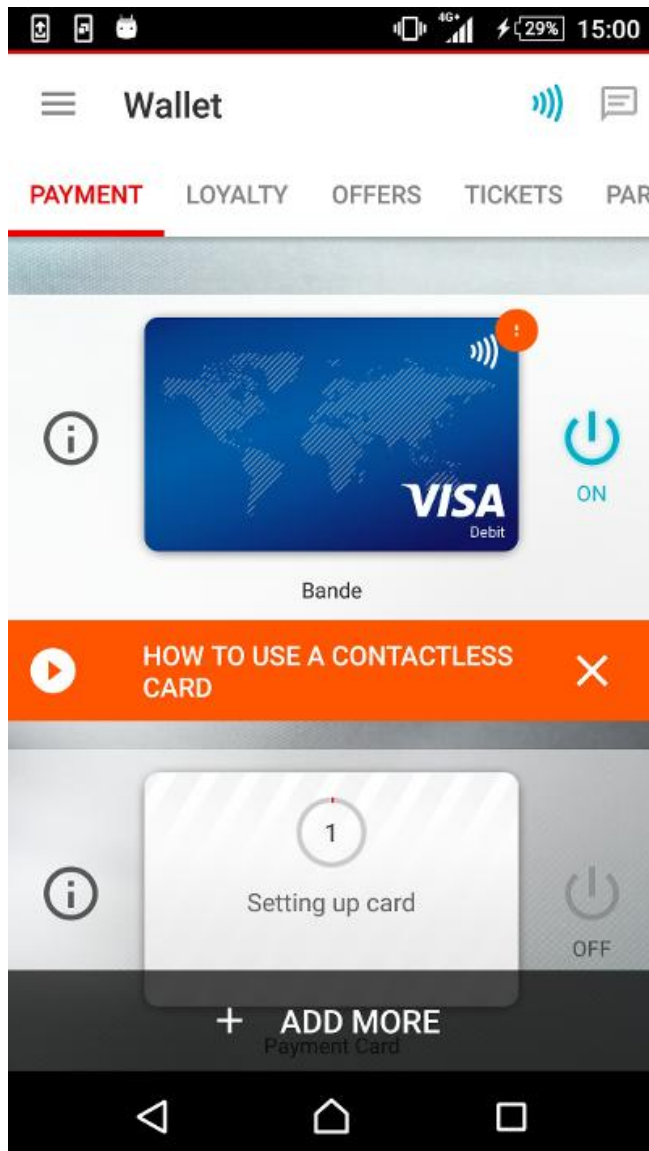 4G+ 29% 15:00
Wallet
PAYMENT LOYALTY OFFERS TICKETS PAR
VISA
Debit
ON
Bande
HOW TO USE A CONTACTLESS
CARD
1
Setting up card
OFF
+ ADD MORE
Payment Card